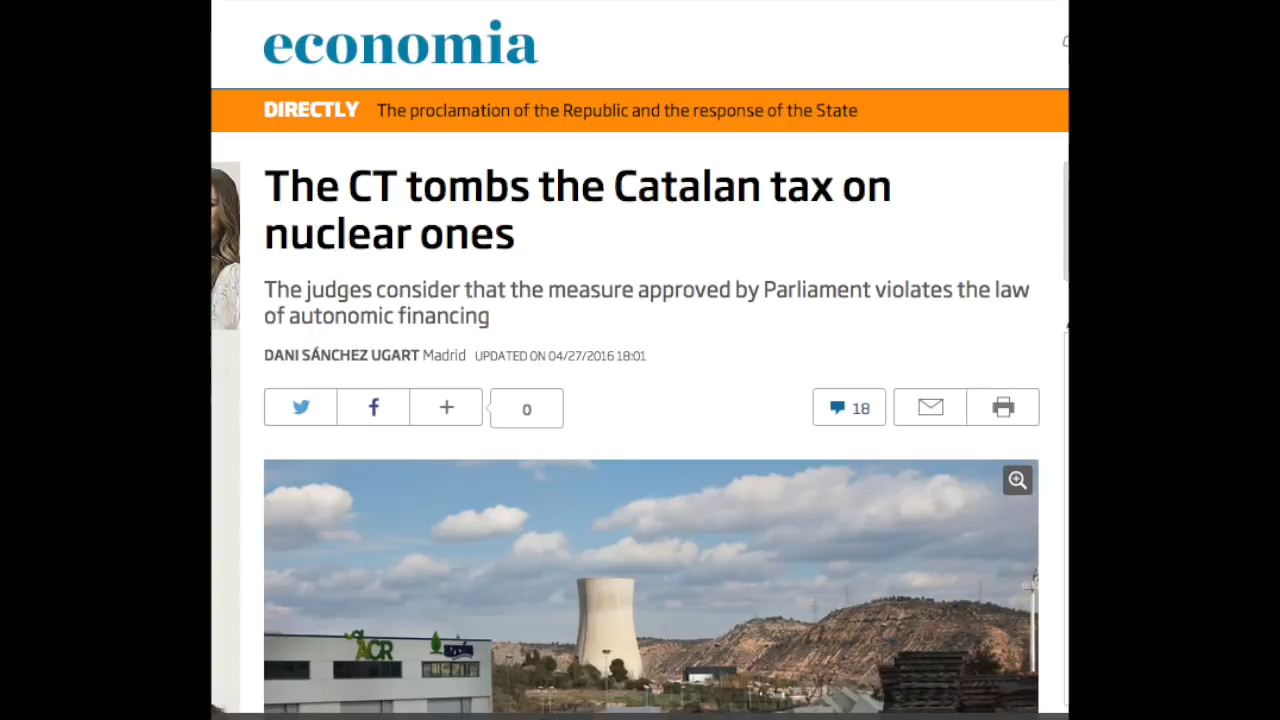 economia
DIRECTLY The proclamation of the Republic and the response of the State
The CT tombs the Catalan tax on
nuclear ones
The judges consider that the measure approved by Parliament violates the law
of autonomic financing
DANI SÁNCHEZ UGART Madrid UPDATED ON 04/27/2016 18:01
0
18
ACR